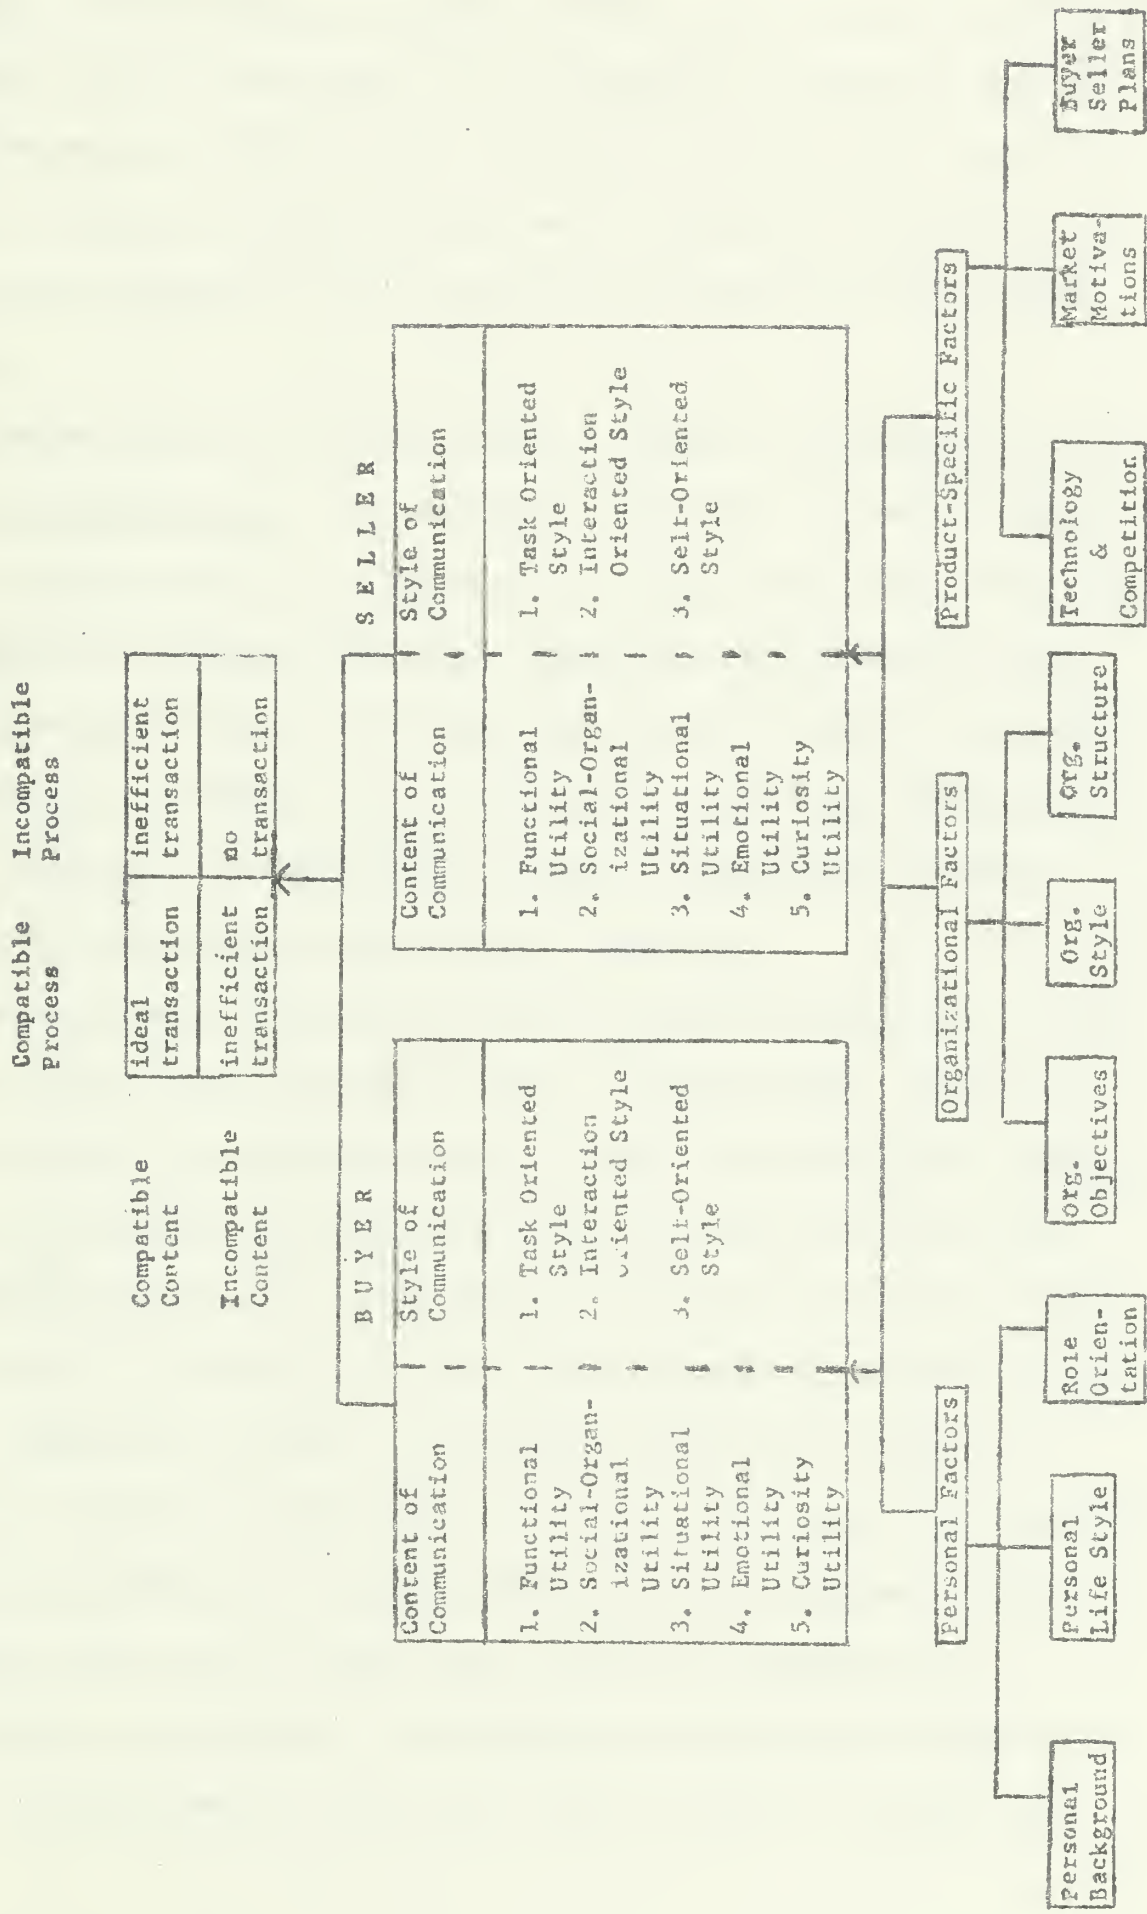 Compatible
Process
Incompatible
Process
Compatible
Content
ideal
transaction
inefficient
transaction
Incompatible
Content
inefficient
transaction
no
transaction
B U Y E R
S E L L E R
Content of
Communication
Style of
Communication
1. Functional
Utility
2. Social-Organ-
izational
Utility
3. Situational
Utility
4. Emotional
Utility
5. Curiosity
Utility
1. Task Oriented
Style
2. Interaction
Oriented Style
3. Self-Oriented
Style
Content of
Communication
Style of
Communication
1. Functional
Utility
2. Social-Organ-
izational
Utility
3. Situational
Utility
4. Emotional
Utility
5. Curiosity
Utility
1. Task Oriented
Style
2. Interaction
Oriented Style
3. Self-Oriented
Style
Personal Factors
Organizational Factors
Product-Specific Factors
Personal
Background
Personal
Life Style
Role
Orien-
tation
Org.
Objectives
Org.
Style
Org.
Structure
Technology
&
Competition
Market
Motiva-
tions
Buyer
Seller
Plans